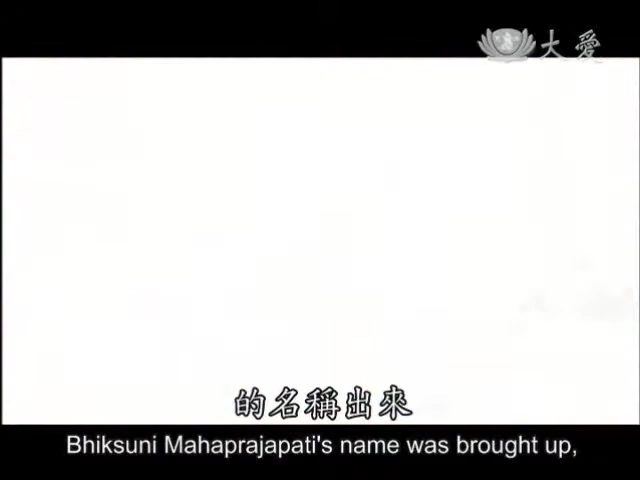 大愛
的名稱出來
Bhiksuni Mahaprajapati's name was brought up,